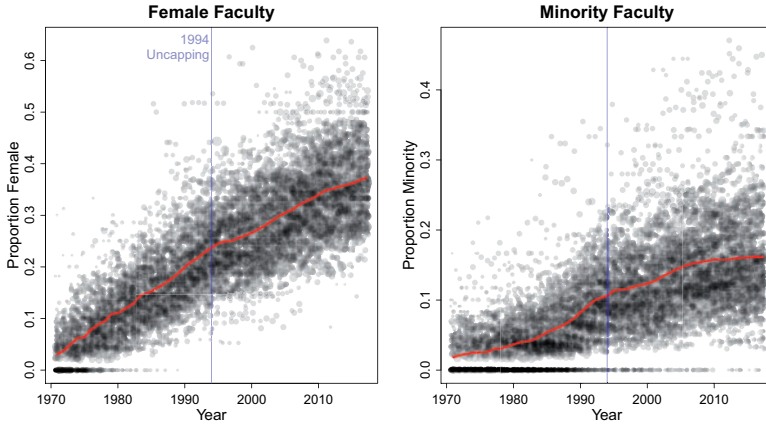 Female Faculty
1994
Uncapping
Proportion Female
0.6
0.5
0.4
0.3
0.2
0.1
0.0
1970 1980 1990 2000 2010
Year
Minority Faculty
Proportion Minority
0.4
0.3
0.2
0.1
0.0
1970 1980 1990 2000 2010
Year